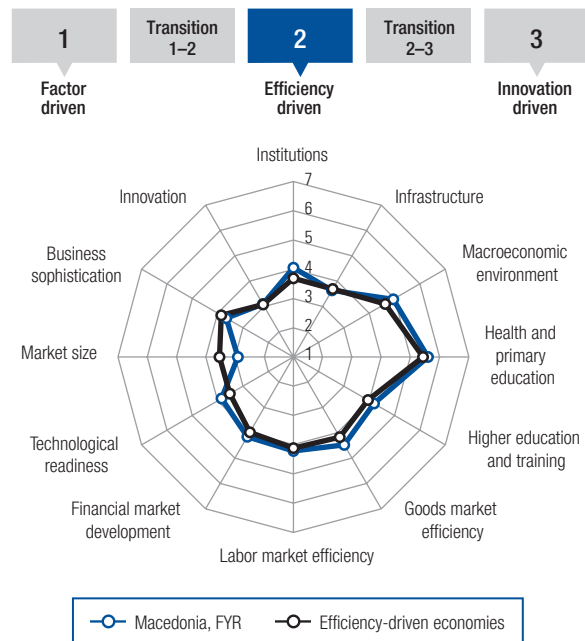 1
Transition
1–2
2
Transition
2–3
3
Factor
driven
Efficiency
driven
Innovation
driven
Institutions
7
6
5
4
3
2
1
Infrastructure
Macroeconomic
environment
Health and
primary
education
Higher education
and training
Goods market
efficiency
Labor market efficiency
Financial market
development
Technological
readiness
Market size
Business
sophistication
Innovation
Macedonia, FYR
Efficiency-driven economies